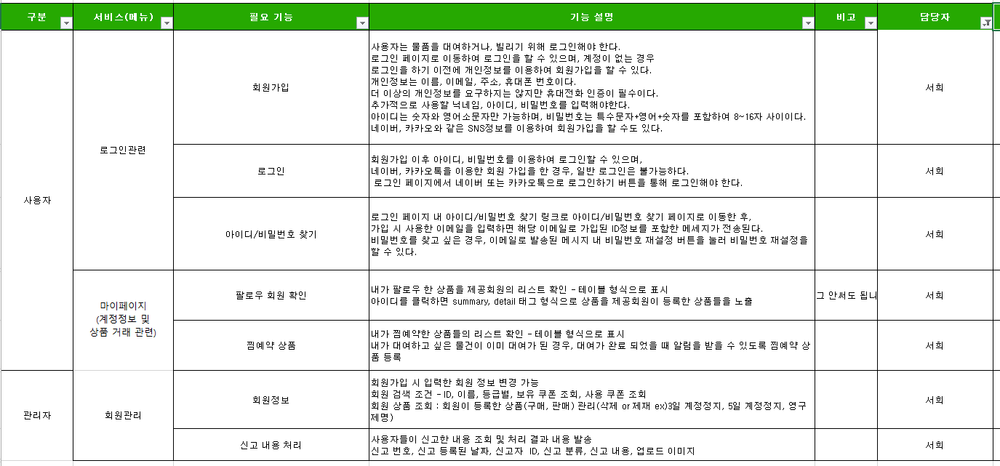 구분 서비스(메뉴) 필요 기능 기능 설명 비고 담당자
사용자
로그인관련
회원가입
사용자는 물품을 대여하거나, 빌리기 위해 로그인해야 한다.
로그인 페이지로 이동하여 로그인을 할 수 있으며, 계정이 없는 경우
로그인을 하기 이전에 개인정보를 이용하여 회원가입을 할 수 있다.
개인정보는 이름, 이메일, 주소, 휴대폰 번호이다.
더 이상의 개인정보를 요구하지는 않지만 휴대전화 인증이 필수이다.
추가적으로 사용할 닉네임, 아이디, 비밀번호를 입력해야한다.
아이디는 숫자와 영어소문자만 가능하며, 비밀번호는 특수문자+영어+숫자를 포함하여 8~16자 사이이다.
네이버, 카카오와 같은 SNS정보를 이용하여 회원가입을 할 수도 있다.
서희
로그인
회원가입 이후 아이디, 비밀번호를 이용하여 로그인할 수 있으며,
네이버, 카카오톡을 이용한 회원 가입을 한 경우, 일반 로그인은 불가능하다.
로그인 페이지에서 네이버 또는 카카오톡으로 로그인하기 버튼을 통해 로그인해야 한다.
서희
아이디/비밀번호 찾기
로그인 페이지 내 아이디/비밀번호 찾기 링크로 아이디/비밀번호 찾기 페이지로 이동한 후,
가입 시 사용한 이메일을 입력하면 해당 이메일로 가입된 ID정보를 포함한 메세지가 전송된다.
비밀번호를 찾고 싶은 경우, 이메일로 발송된 메시지 내 비밀번호 재설정 버튼을 눌러 비밀번호 재설정을
할 수 있다.
서희
마이페이지
(계정정보 및
상품 거래 관련)
팔로우 회원 확인
내가 팔로우 한 상품을 제공회원의 리스트 확인 - 테이블 형식으로 표시
아이디를 클릭하면 summary, detail 태그 형식으로 상품을 제공회원이 등록한 상품들을 노출
그 안써도 됩니
서희
찜예약 상품
내가 찜예약한 상품들의 리스트 확인 - 테이블 형식으로 표시
내가 대여하고 싶은 물건이 이미 대여가 된 경우, 대여가 완료 되었을 때 알림을 받을 수 있도록 찜예약 상
품 등록
서희
관리자
회원관리
회원정보
회원가입 시 입력한 회원 정보 변경 가능
회원 검색 조건 - ID, 이름, 등급별, 보유 쿠폰 조회, 사용 쿠폰 조회
회원 상품 조회 : 회원이 등록한 상품(구매, 판매) 관리(삭제 or 제재 ex)3일 계정정지, 5일 계정정지, 영구
제명)
서희
신고 내용 처리
사용자들이 신고한 내용 조회 및 처리 결과 내용 발송
신고 번호, 신고 등록된 날짜, 신고자 ID, 신고 분류, 신고 내용, 업로드 이미지
서희